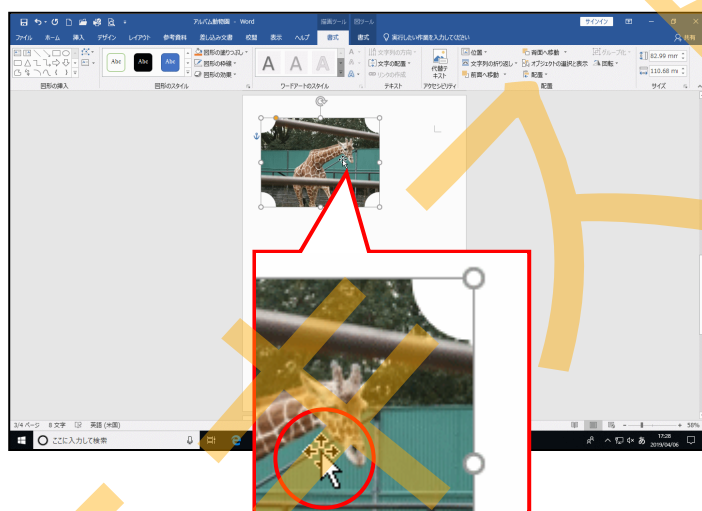 アルバム動物園 - Word
描画ツール 図ツール
サインイン
ファイル ホーム 挿入 デザイン レイアウト 参考資料 差し込み文書 校閲 表示 ヘルプ 書式 書式 実行したい作業を入力してください 共有
Abc Abc Abc
図形の塗りつぶし
図形の枠線
図形の効果
A A A
文字列の方向
文字の配置
リンクの作成
代替テキスト
位置
文字列の折り返し
前面へ移動
背面へ移動
オブジェクトの選択と表示
配置
グループ化
回転
82.99 mm
110.68 mm
図形の挿入 図形のスタイル ワードアートのスタイル テキスト アクセシビリティ 配置 サイズ
3/4 ページ 8 文字 英語 (米国)
50%
ここに入力して検索
あ
17:28
2019/04/06